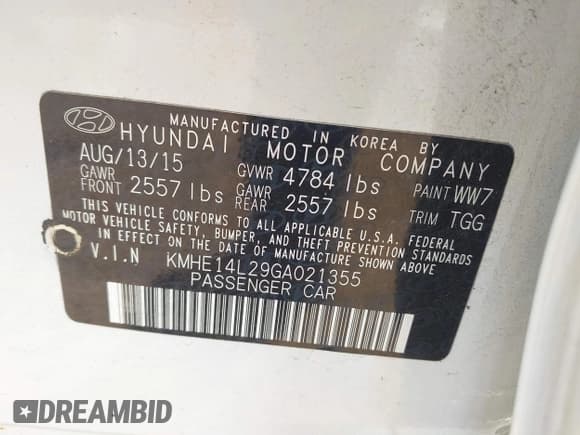 MANUFACTURED IN KOREA BY
HYUNDAI MOTOR COMPANY
AUG/13/15 GVWR 4784 lbs PAINT WW7
GAWR FRONT 2557 lbs GAWR REAR 2557 lbs TRIM TGG
THIS VEHICLE CONFORMS TO ALL APPLICABLE U.S.A. FEDERAL
MOTOR VEHICLE SAFETY, BUMPER, AND THEFT PREVENTION STANDARDS
IN EFFECT ON THE DATE OF MANUFACTURE SHOWN ABOVE.
V.I.N KMHE14L29GA021355
PASSENGER CAR
DREAMBID